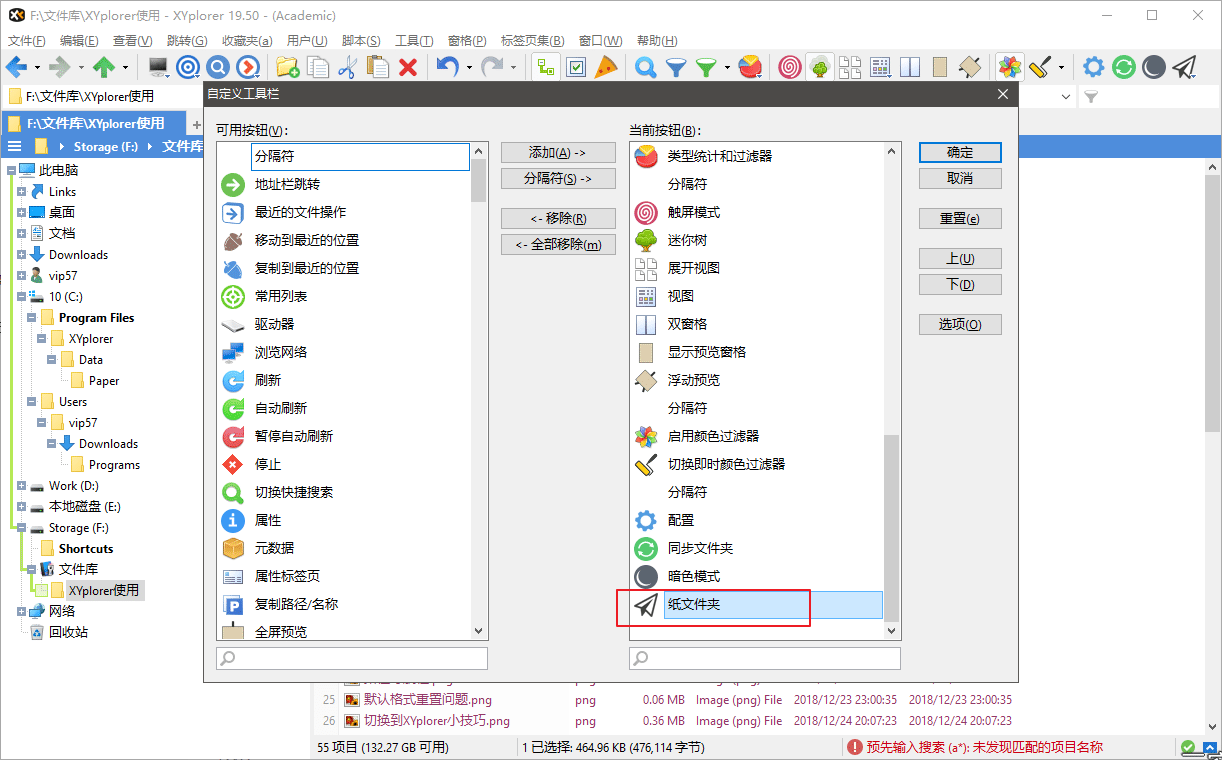 F:\文件库\XYplorer使用 - XYplorer 19.50 - (Academic)
文件(F) 编辑(E) 查看(V) 跳转(G) 收藏夹(a) 用户(U) 脚本(S) 工具(T) 窗格(P) 标签页集(B) 窗口(W) 帮助(H)
F:\文件库\XYplorer使用
F:\文件库\XYplorer使用
Storage (F:) 文件库
此电脑
Links
桌面
文档
Downloads
vip57
10 (C:)
Program Files
XYplorer
Data
Paper
Users
vip57
Downloads
Programs
Work (D:)
本地磁盘 (E:)
Storage (F:)
Shortcuts
文件库
XYplorer使用
网络
回收站
自定义工具栏
可用按钮(V):
分隔符
地址栏跳转
最近的文件操作
移动到最近的位置
复制到最近的位置
常用列表
驱动器
浏览网络
刷新
自动刷新
暂停自动刷新
停止
切换快捷搜索
属性
元数据
属性标签页
复制路径/名称
全屏预览
添加(A) ->
分隔符(S) ->
<- 移除(R)
<- 全部移除(m)
当前按钮(B):
类型统计和过滤器
分隔符
触屏模式
迷你树
展开视图
视图
双窗格
显示预览窗格
浮动预览
分隔符
启用颜色过滤器
切换即时颜色过滤器
分隔符
配置
同步文件夹
暗色模式
纸文件夹
确定
取消
重置(e)
上(U)
下(D)
选项(O)
25 默认格式重置问题.png png 0.06 MB Image (png) File 2018/12/23 23:00:35 2018/12/23 23:00:35
26 切换到XYplorer小技巧.png png 0.36 MB Image (png) File 2018/12/24 20:07:23 2018/12/24 20:07:23
55 项目 (132.27 GB 可用) 1 已选择: 464.96 KB (476,114 字节) 预先输入搜索 (a*): 未发现匹配的项目名称